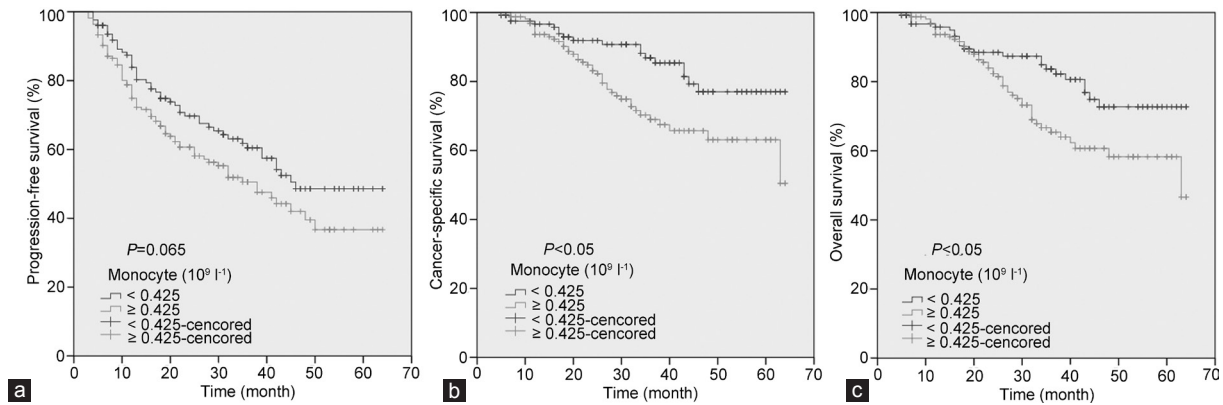 100
80
60
40
20
0
Progression-free survival (%)
P=0.065
Monocyte (10⁹ l⁻¹)
< 0.425
≥ 0.425
< 0.425-cencored
≥ 0.425-cencored
0 10 20 30 40 50 60 70
Time (month)
a
100
80
60
40
20
0
Cancer-specific survival (%)
P<0.05
Monocyte (10⁹ l⁻¹)
< 0.425
≥ 0.425
< 0.425-cencored
≥ 0.425-cencored
0 10 20 30 40 50 60 70
Time (month)
b
100
80
60
40
20
0
Overall survival (%)
P<0.05
Monocyte (10⁹ l⁻¹)
< 0.425
≥ 0.425
< 0.425-cencored
≥ 0.425-cencored
0 10 20 30 40 50 60 70
Time (month)
c